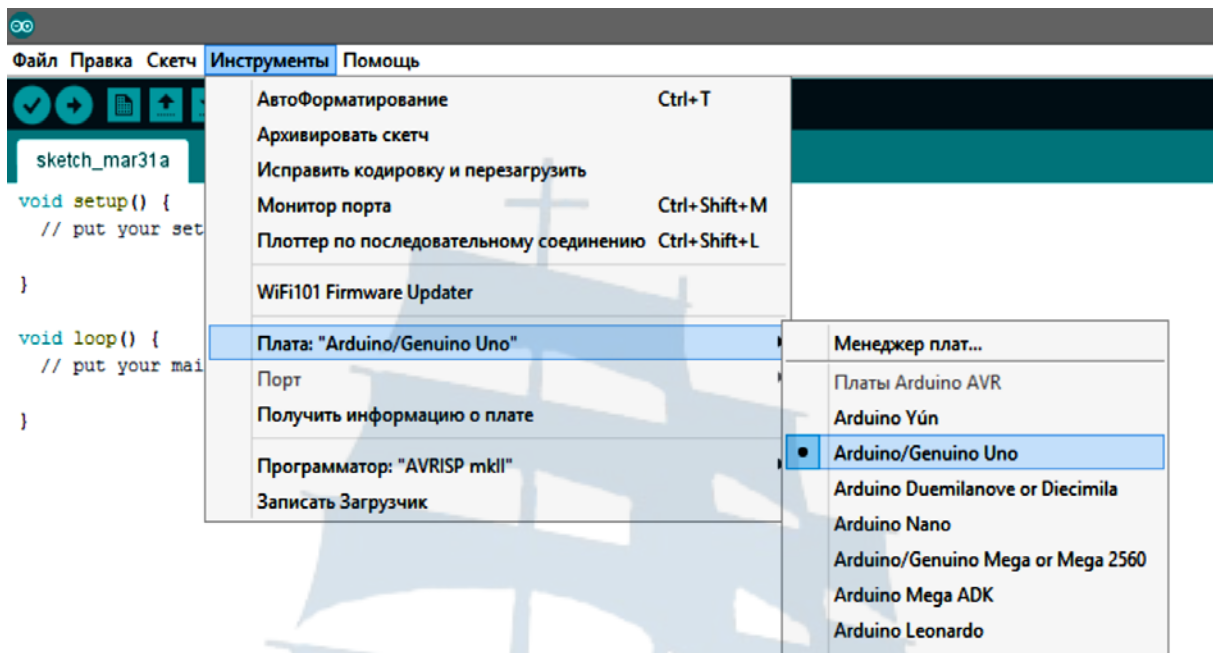 Файл Правка Скетч Инструменты Помощь
АвтоФорматирование Ctrl+T
Архивировать скетч
Исправить кодировку и перезагрузить
Монитор порта Ctrl+Shift+M
Плоттер по последовательному соединению Ctrl+Shift+L
WiFi101 Firmware Updater
Плата: "Arduino/Genuino Uno"
Порт
Получить информацию о плате
Программатор: "AVRISP mkII"
Записать Загрузчик
Менеджер плат...
Платы Arduino AVR
Arduino Yún
Arduino/Genuino Uno
Arduino Duemilanove or Diecimila
Arduino Nano
Arduino/Genuino Mega or Mega 2560
Arduino Mega ADK
Arduino Leonardo
sketch_mar31a
void setup() {
// put your set
}
void loop() {
// put your mai
}